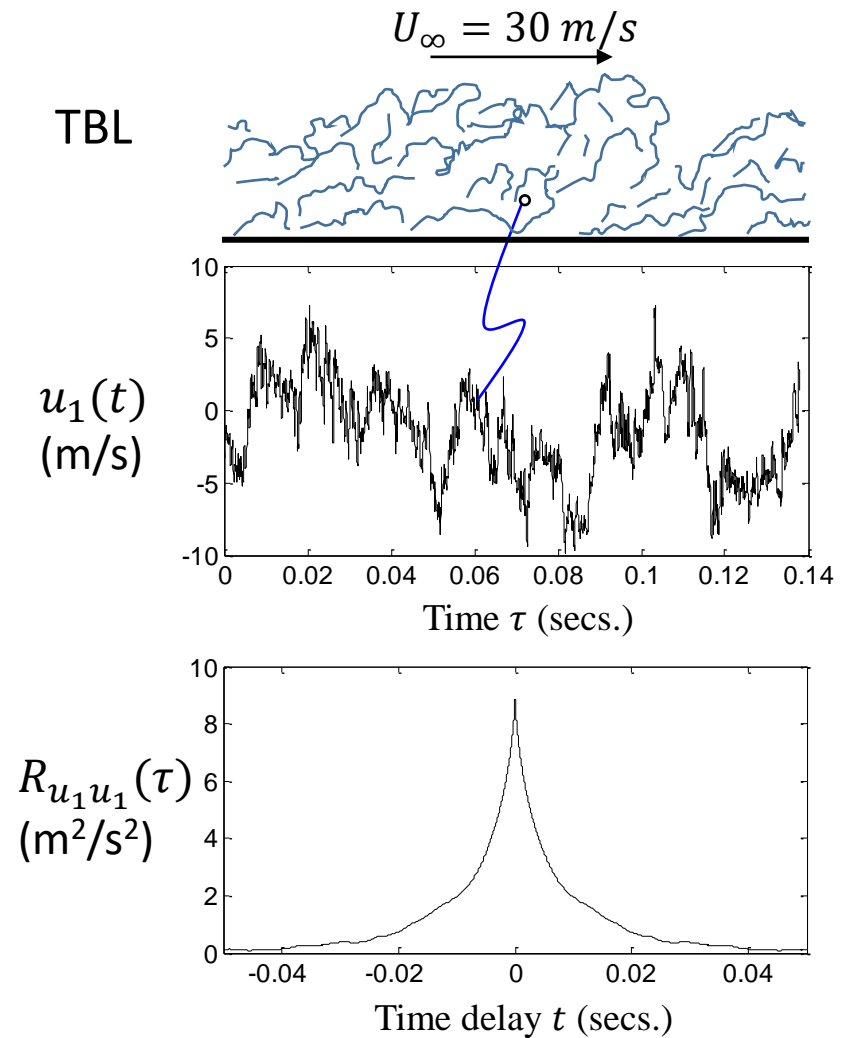 U∞ = 30 m/s
TBL
10
5
0
-5
-10
u₁(t)
(m/s)
0 0.02 0.04 0.06 0.08 0.1 0.12 0.14
Time τ (secs.)
10
8
6
4
2
0
R_{u₁u₁}(τ)
(m²/s²)
-0.04 -0.02 0 0.02 0.04
Time delay t (secs.)